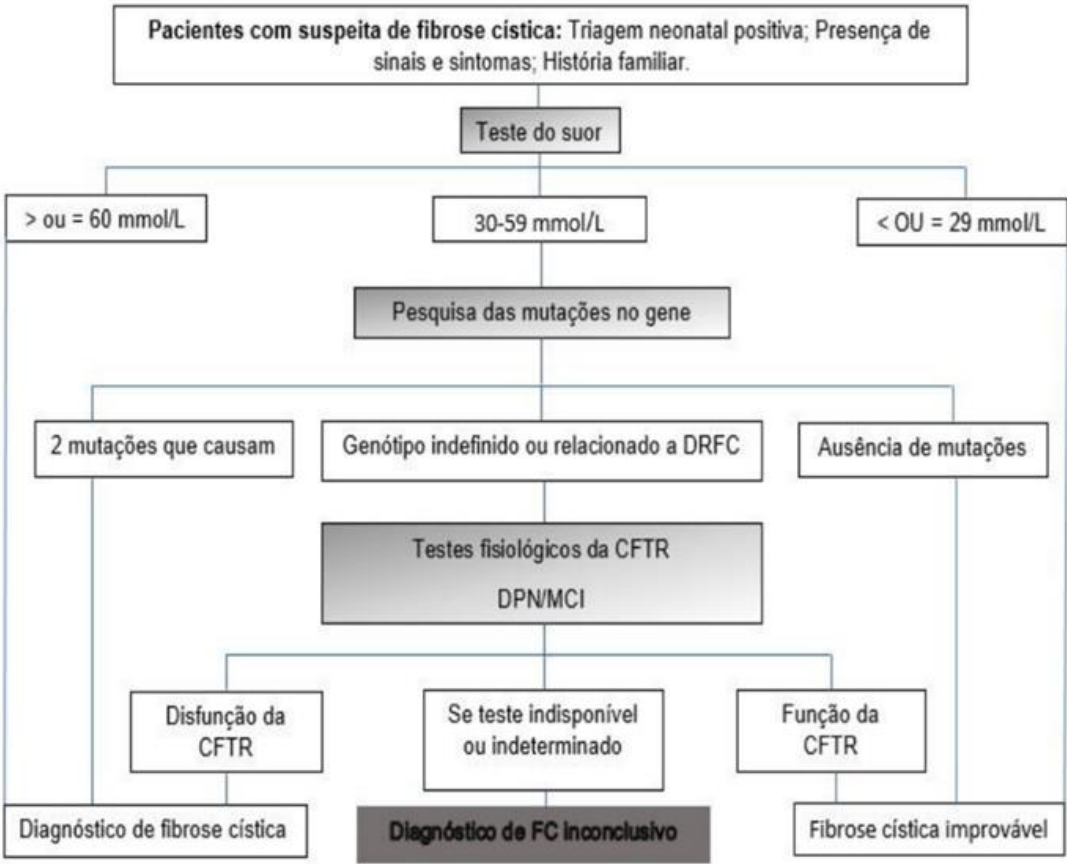 Pacientes com suspeita de fibrose cística: Triagem neonatal positiva; Presença de
sinais e sintomas; História familiar.
Teste do suor
> ou = 60 mmol/L
30-59 mmol/L
< OU = 29 mmol/L
Pesquisa das mutações no gene
2 mutações que causam
Genótipo indefinido ou relacionado a DRFC
Ausência de mutações
Testes fisiológicos da CFTR
DPN/MCI
Disfunção da
CFTR
Se teste indisponível
ou indeterminado
Função da
CFTR
Diagnóstico de fibrose cística
Diagnóstico de FC inconclusivo
Fibrose cística improvável